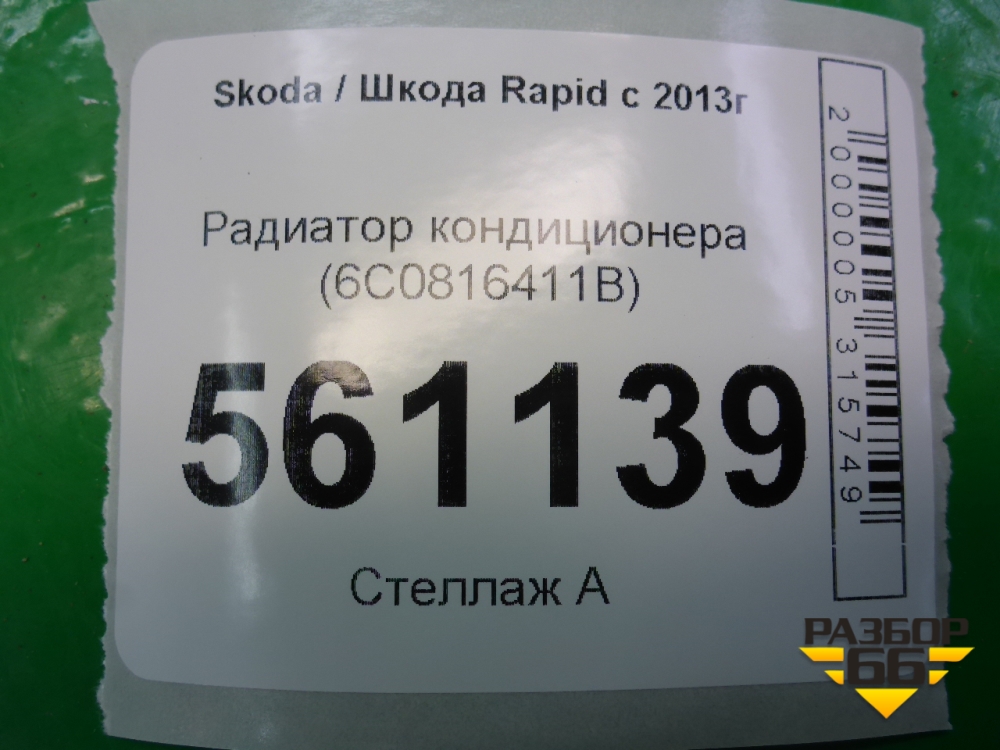 Skoda / Шкода Rapid с 2013г
Радиатор кондиционера
(6C0816411B)
561139
Стеллаж А
2000005315749
РАЗБОР
66